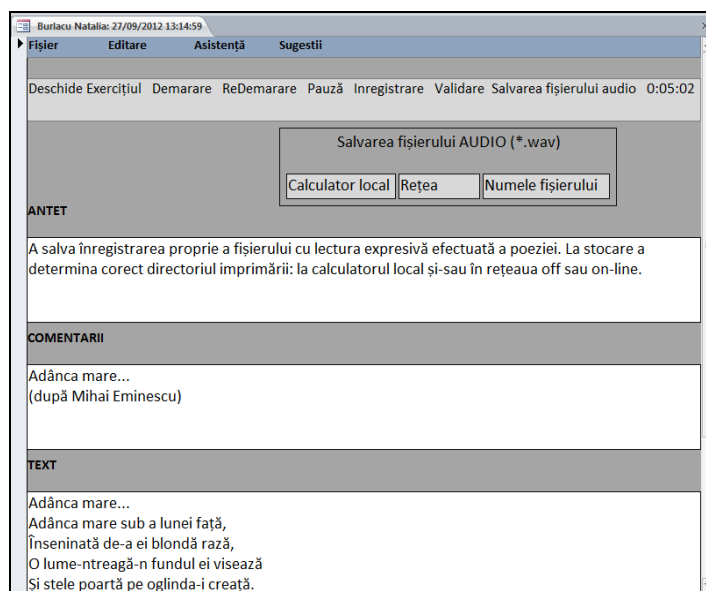 Burlacu Natalia: 27/09/2012 13:14:59
Fișier Editare Asistență Sugestii
Deschide Exercițiul Demarare ReDemarare Pauză Inregistrare Validare Salvarea fișierului audio 0:05:02
Salvarea fișierului AUDIO (*.wav)
Calculator local Rețea Numele fișierului
ANTET
A salva înregistrarea proprie a fișierului cu lectura expresivă efectuată a poeziei. La stocare a
determina corect directoriul imprimării: la calculatorul local și-sau în rețeaua off sau on-line.
COMENTARII
Adânca mare...
(după Mihai Eminescu)
TEXT
Adânca mare...
Adânca mare sub a lunei față,
Înseninată de-a ei blondă rază,
O lume-ntreagă-n fundul ei visează
Și stele poartă pe oglinda-i creață.